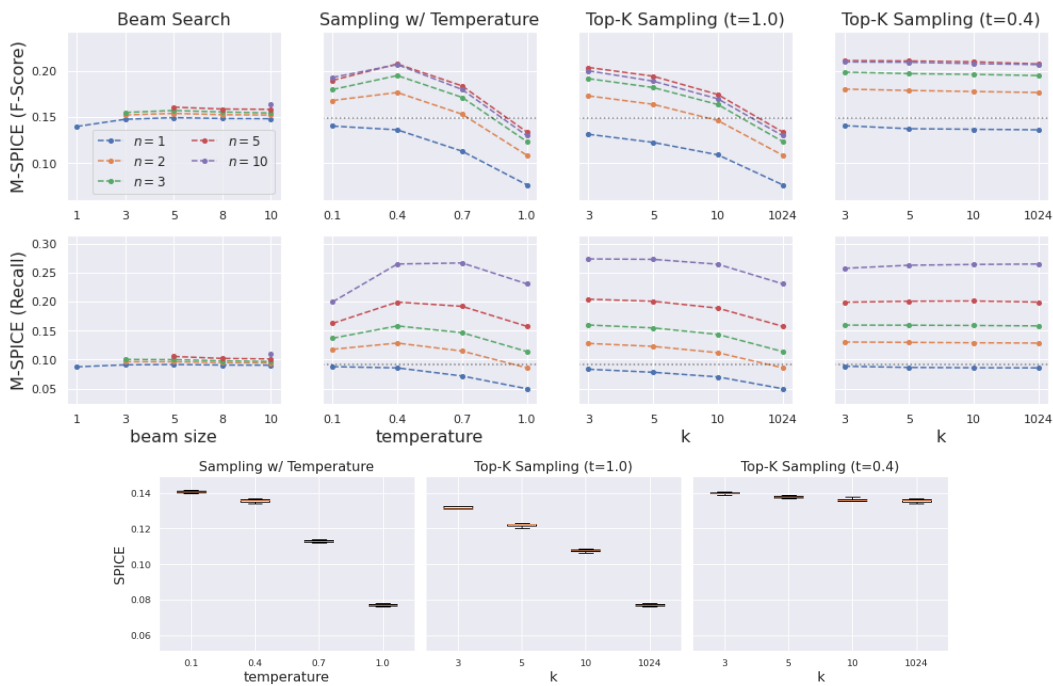 Beam Search
Sampling w/ Temperature
Top-K Sampling (t=1.0)
Top-K Sampling (t=0.4)
M-SPICE (F-Score)
0.20
0.15
0.10
n = 1
n = 2
n = 3
n = 5
n = 10
1 3 5 8 10
0.1 0.4 0.7 1.0
3 5 10 1024
3 5 10 1024
M-SPICE (Recall)
0.30
0.25
0.20
0.15
0.10
0.05
1 3 5 8 10
0.1 0.4 0.7 1.0
3 5 10 1024
3 5 10 1024
beam size
temperature
k
k
Sampling w/ Temperature
Top-K Sampling (t=1.0)
Top-K Sampling (t=0.4)
SPICE
0.14
0.12
0.10
0.08
0.06
0.1 0.4 0.7 1.0
3 5 10 1024
3 5 10 1024
temperature
k
k